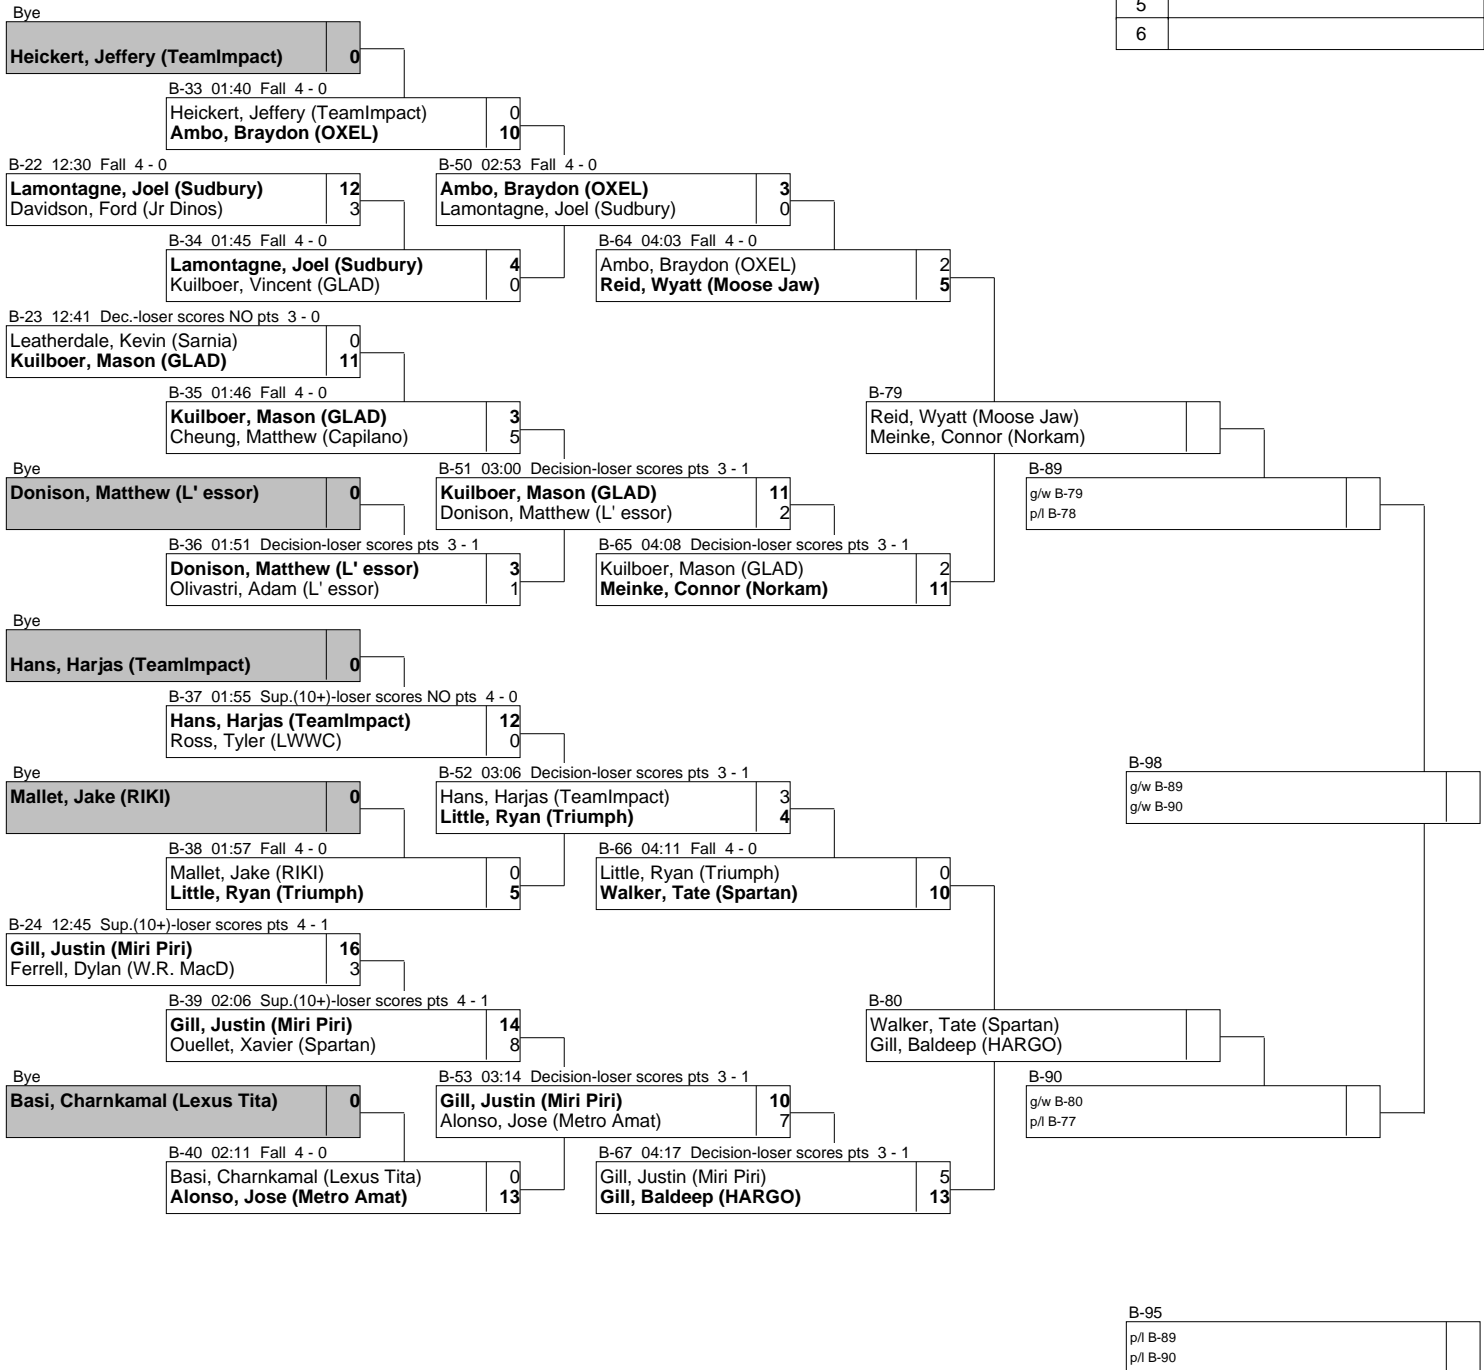 5
6
Bye
Heickert, Jeffery (TeamImpact) 0
B-33 01:40 Fall 4 - 0
Heickert, Jeffery (TeamImpact) 0
Ambo, Braydon (OXEL) 10
B-22 12:30 Fall 4 - 0
Lamontagne, Joel (Sudbury) 12
Davidson, Ford (Jr Dinos) 3
B-50 02:53 Fall 4 - 0
Ambo, Braydon (OXEL) 3
Lamontagne, Joel (Sudbury) 0
B-34 01:45 Fall 4 - 0
Lamontagne, Joel (Sudbury) 4
Kuilboer, Vincent (GLAD) 0
B-64 04:03 Fall 4 - 0
Ambo, Braydon (OXEL) 2
Reid, Wyatt (Moose Jaw) 5
B-23 12:41 Dec.-loser scores NO pts 3 - 0
Leatherdale, Kevin (Sarnia) 0
Kuilboer, Mason (GLAD) 11
B-35 01:46 Fall 4 - 0
Kuilboer, Mason (GLAD) 3
Cheung, Matthew (Capilano) 5
B-79
Reid, Wyatt (Moose Jaw)
Meinke, Connor (Norkam)
Bye
Donison, Matthew (L' essor) 0
B-51 03:00 Decision-loser scores pts 3 - 1
Kuilboer, Mason (GLAD) 11
Donison, Matthew (L' essor) 2
B-89
g/w B-79
p/l B-78
B-36 01:51 Decision-loser scores pts 3 - 1
Donison, Matthew (L' essor) 3
Olivastri, Adam (L' essor) 1
B-65 04:08 Decision-loser scores pts 3 - 1
Kuilboer, Mason (GLAD) 2
Meinke, Connor (Norkam) 11
Bye
Hans, Harjas (TeamImpact) 0
B-37 01:55 Sup.(10+)-loser scores NO pts 4 - 0
Hans, Harjas (TeamImpact) 12
Ross, Tyler (LWWC) 0
Bye
Mallet, Jake (RIKI) 0
B-52 03:06 Decision-loser scores pts 3 - 1
Hans, Harjas (TeamImpact) 3
Little, Ryan (Triumph) 4
B-98
g/w B-89
g/w B-90
B-38 01:57 Fall 4 - 0
Mallet, Jake (RIKI) 0
Little, Ryan (Triumph) 5
B-66 04:11 Fall 4 - 0
Little, Ryan (Triumph) 0
Walker, Tate (Spartan) 10
B-24 12:45 Sup.(10+)-loser scores pts 4 - 1
Gill, Justin (Miri Piri) 16
Ferrell, Dylan (W.R. MacD) 3
B-39 02:06 Sup.(10+)-loser scores pts 4 - 1
Gill, Justin (Miri Piri) 14
Ouellet, Xavier (Spartan) 8
B-80
Walker, Tate (Spartan)
Gill, Baldeep (HARGO)
Bye
Basi, Charnkamal (Lexus Tita) 0
B-53 03:14 Decision-loser scores pts 3 - 1
Gill, Justin (Miri Piri) 10
Alonso, Jose (Metro Amat) 7
B-90
g/w B-80
p/l B-77
B-40 02:11 Fall 4 - 0
Basi, Charnkamal (Lexus Tita) 0
Alonso, Jose (Metro Amat) 13
B-67 04:17 Decision-loser scores pts 3 - 1
Gill, Justin (Miri Piri) 5
Gill, Baldeep (HARGO) 13
B-95
p/l B-89
p/l B-90